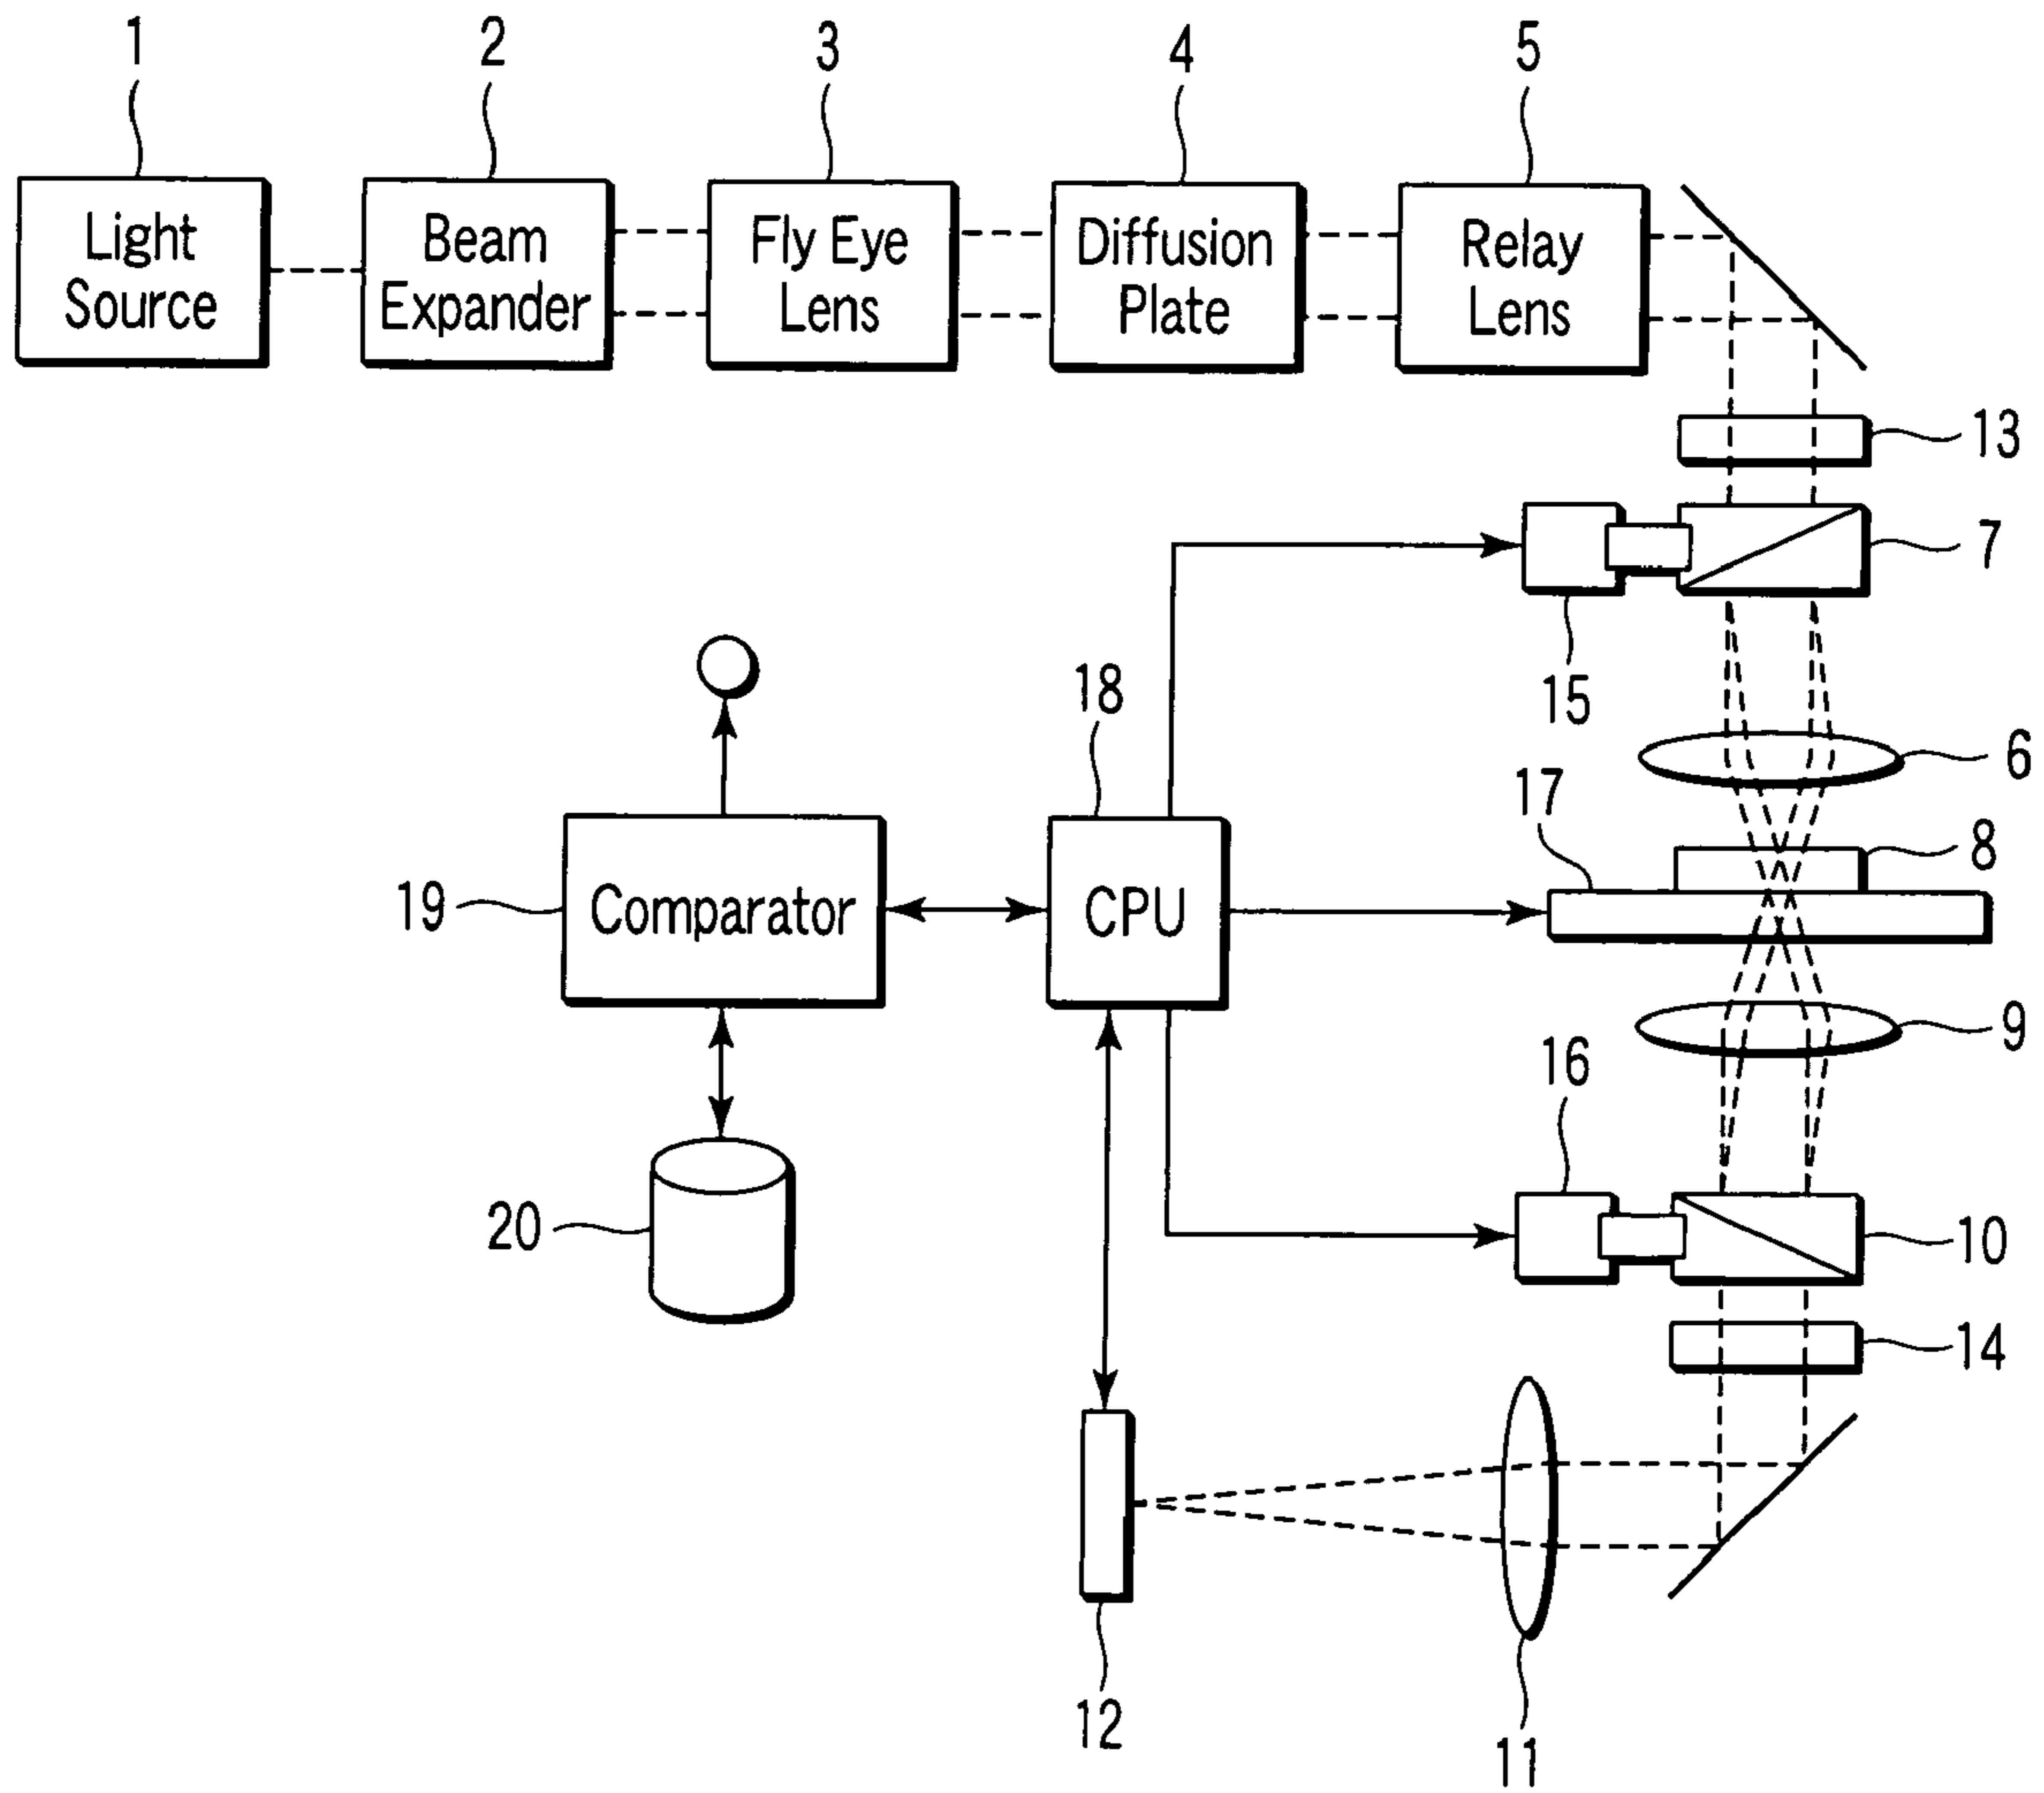 1
2
3
4
5
Light
Source
Beam
Expander
Fly Eye
Lens
Diffusion
Plate
Relay
Lens
13
7
15
18
6
17
8
19
Comparator
CPU
9
16
20
10
14
12
11